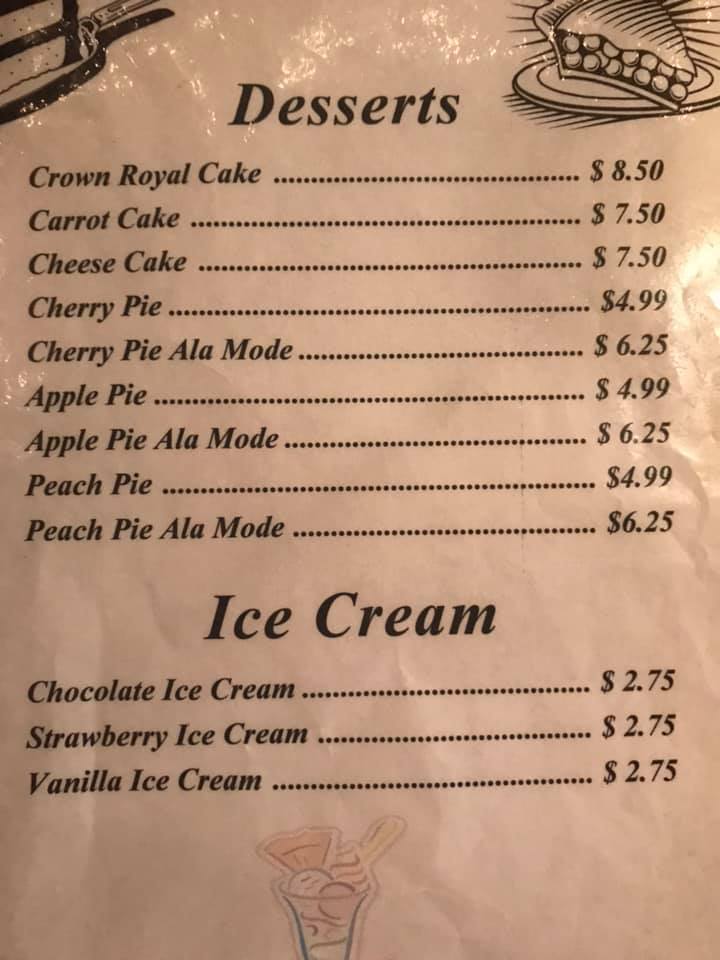 Desserts
Crown Royal Cake ........................................ $ 8.50
Carrot Cake ................................................... $ 7.50
Cheese Cake .................................................. $ 7.50
Cherry Pie ....................................................... $4.99
Cherry Pie Ala Mode ..................................... $ 6.25
Apple Pie ........................................................ $ 4.99
Apple Pie Ala Mode ....................................... $ 6.25
Peach Pie ........................................................ $4.99
Peach Pie Ala Mode ....................................... $6.25
Ice Cream
Chocolate Ice Cream ..................................... $ 2.75
Strawberry Ice Cream ................................... $ 2.75
Vanilla Ice Cream .......................................... $ 2.75